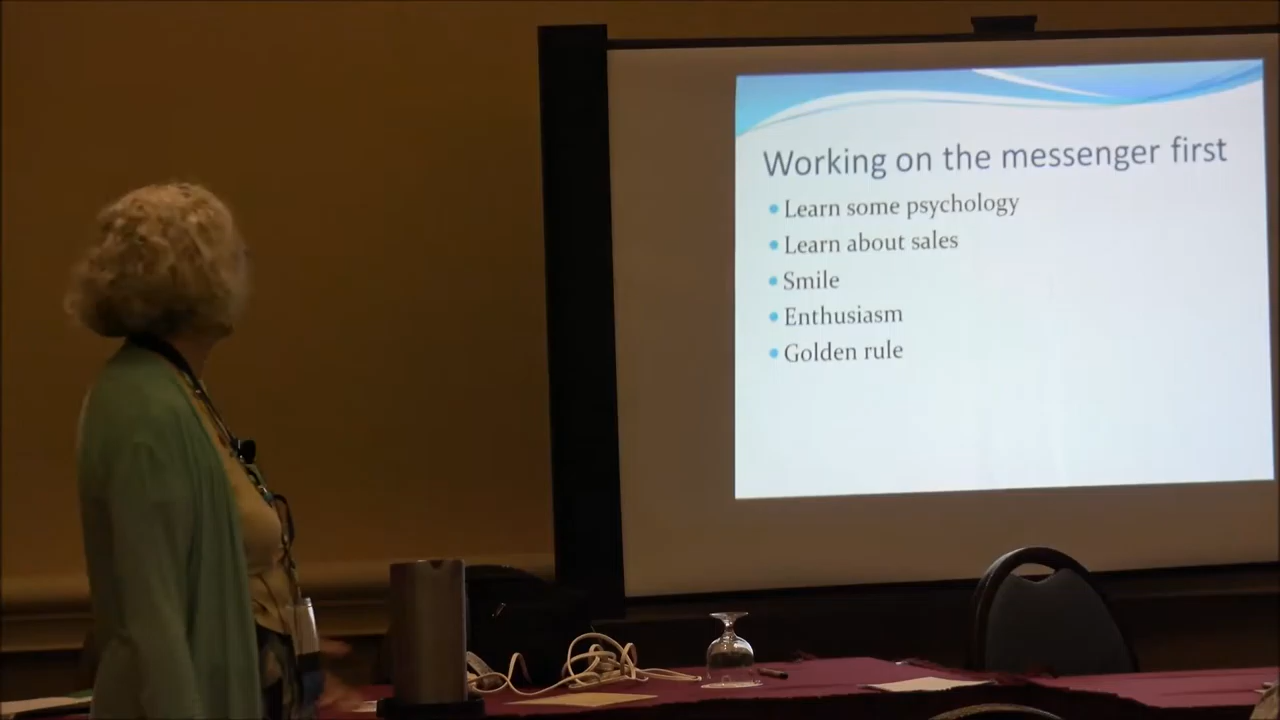 Working on the messenger first
Learn some psychology
Learn about sales
Smile
Enthusiasm
Golden rule